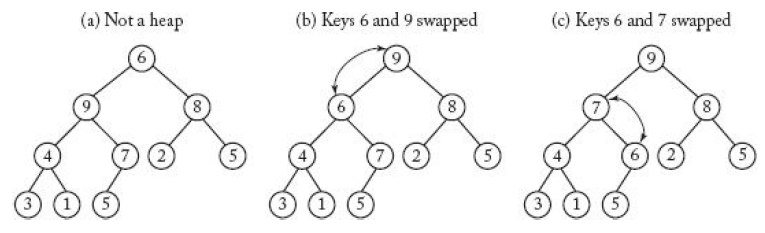 (a) Not a heap
6
9 8
4 7 2 5
3 1 5
(b) Keys 6 and 9 swapped
9
6 8
4 7 2 5
3 1 5
(c) Keys 6 and 7 swapped
9
7 8
4 6 2 5
3 1 5